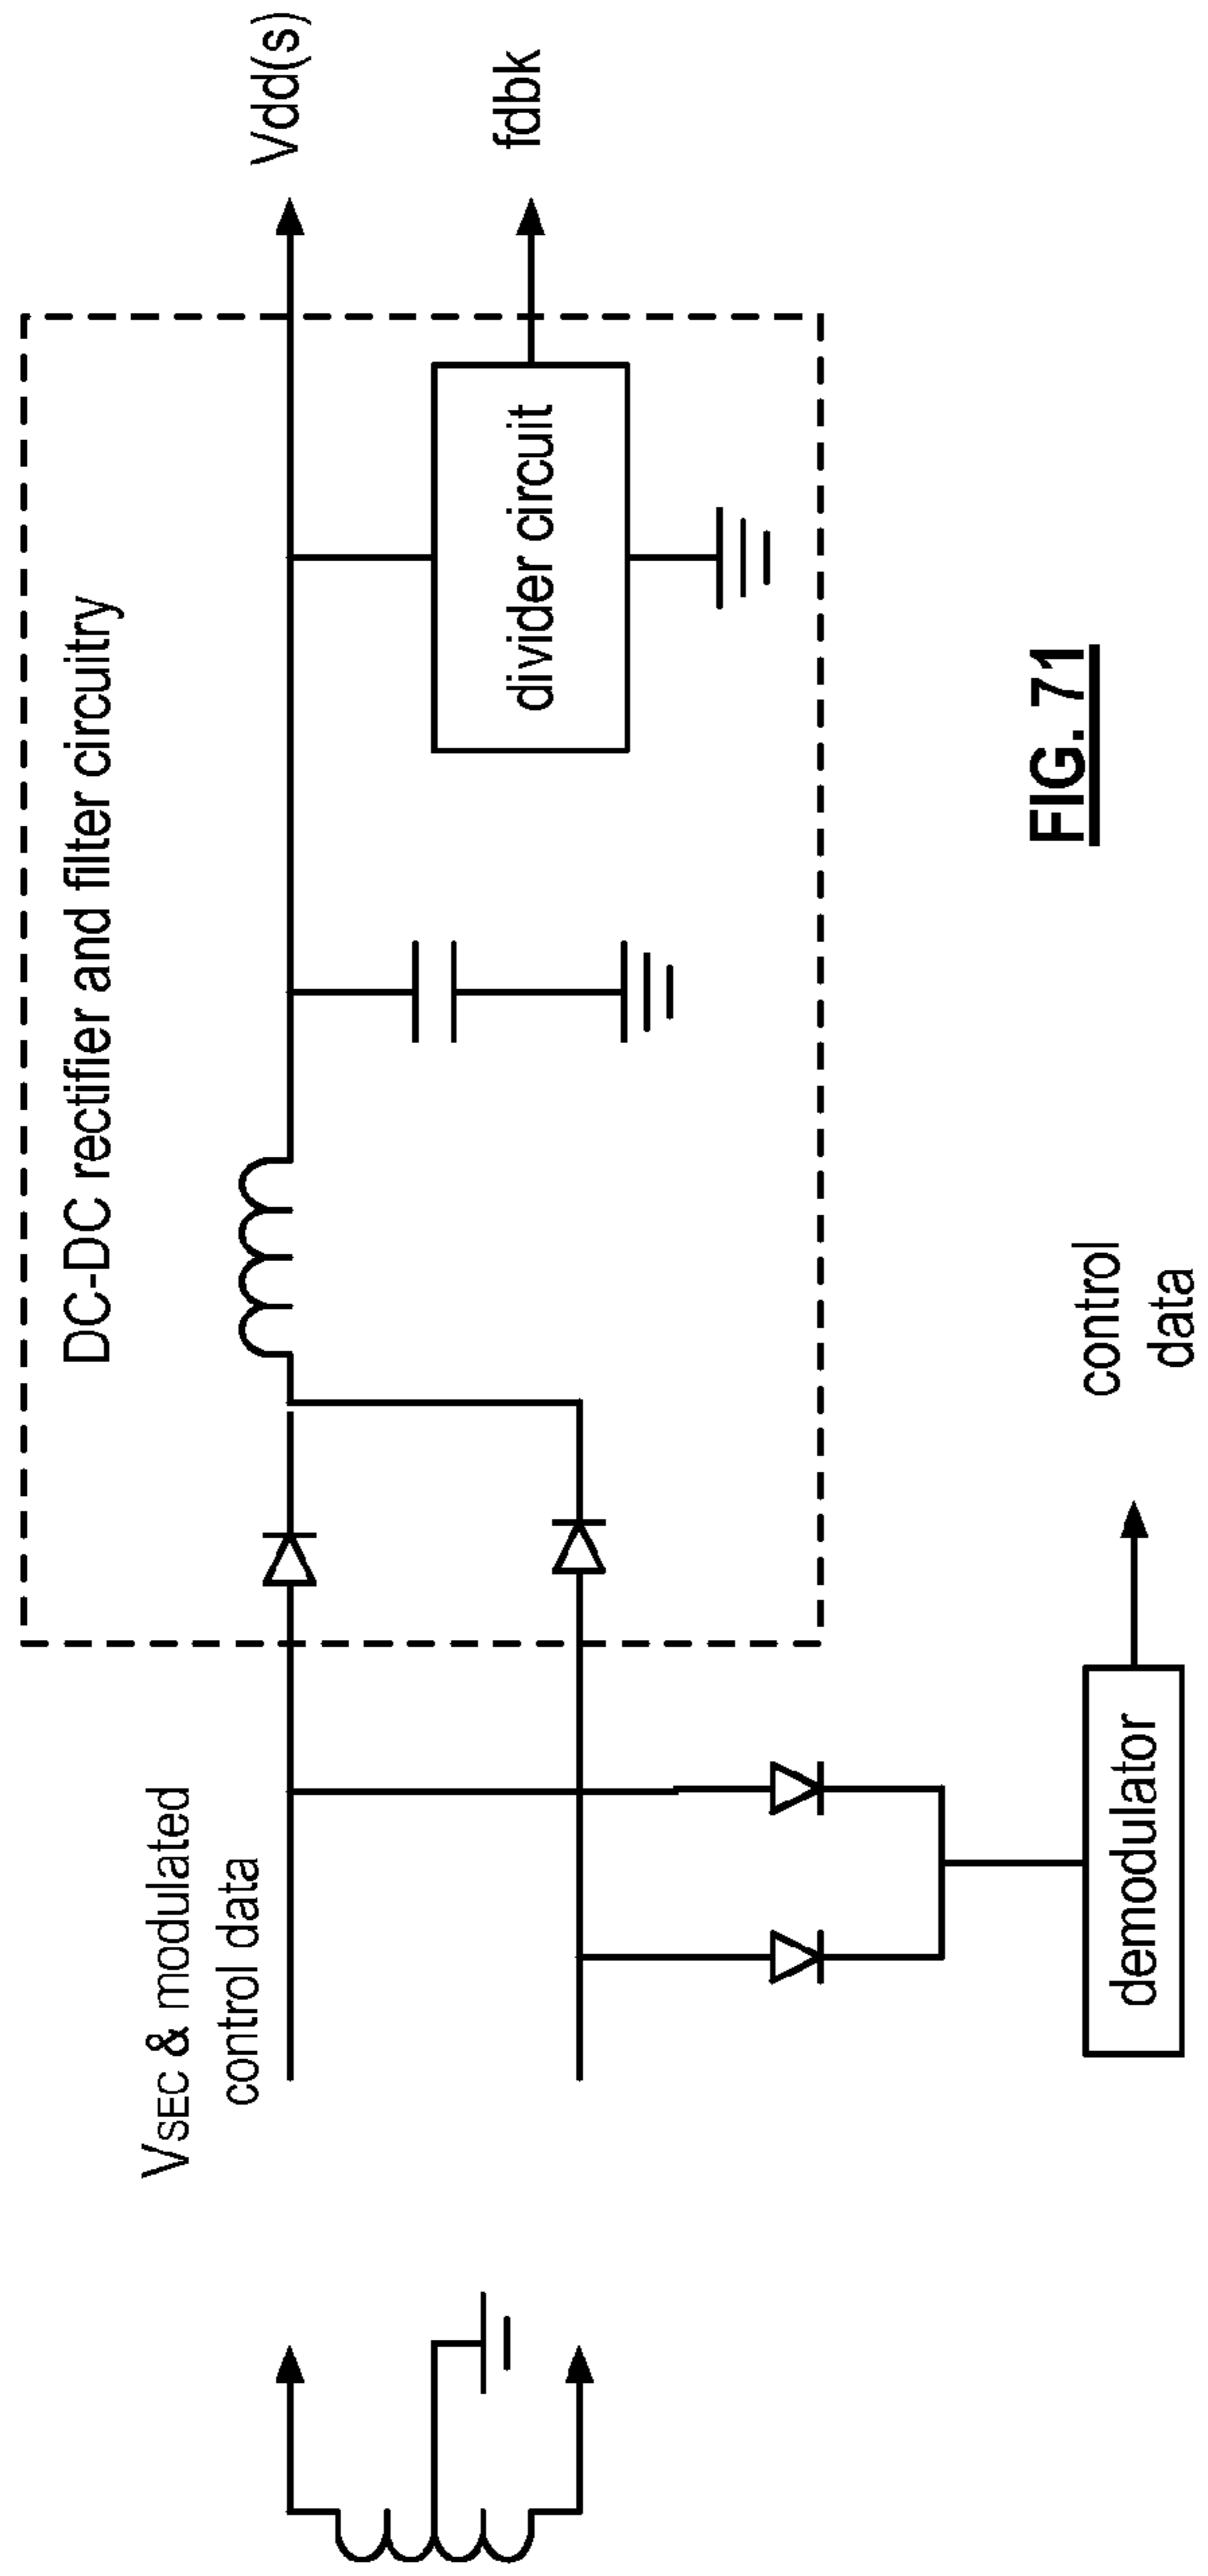 DC-DC rectifier and filter circuitry
VSEC & modulated
control data
Vdd(s)
fdbk
divider circuit
demodulator
control
data
FIG. 71